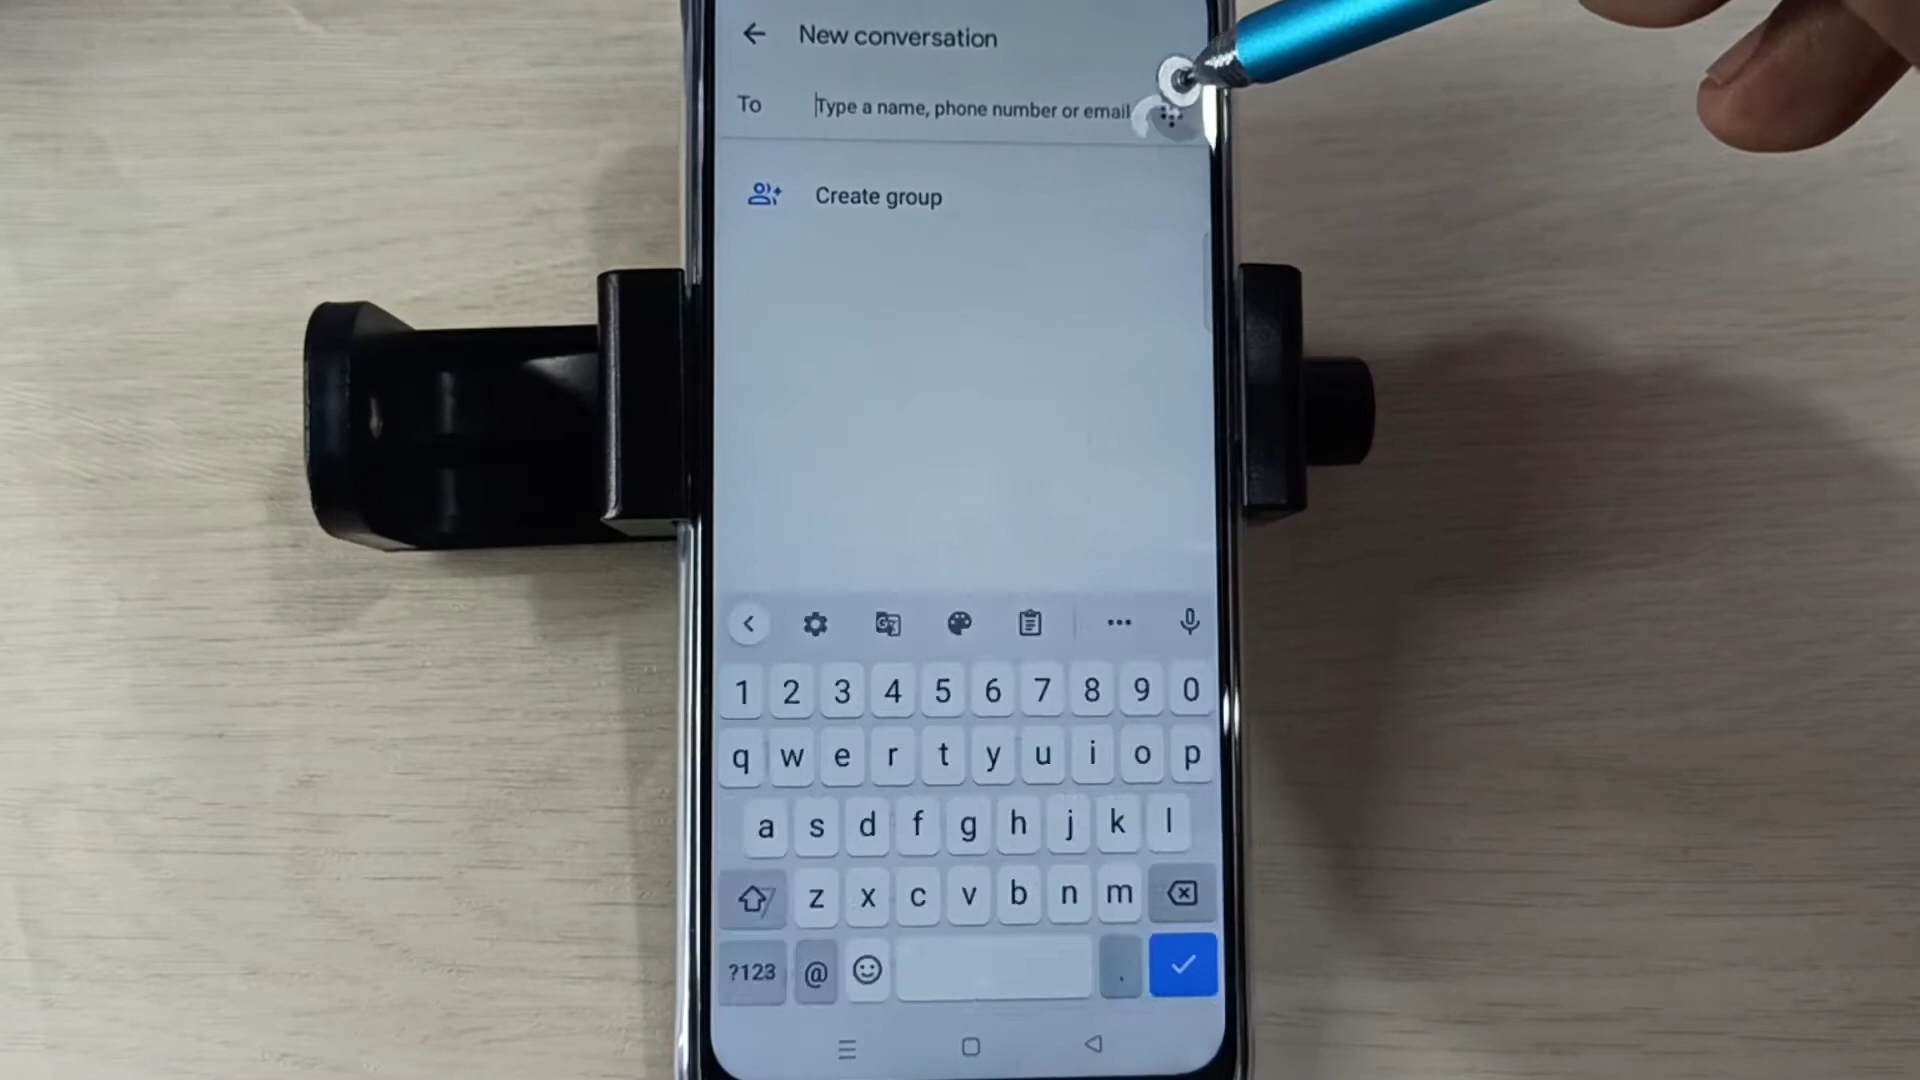 New conversation
To Type a name, phone number or email
Create group
1 2 3 4 5 6 7 8 9 0
q w e r t y u i o p
a s d f g h j k l
z x c v b n m
?123 @ .